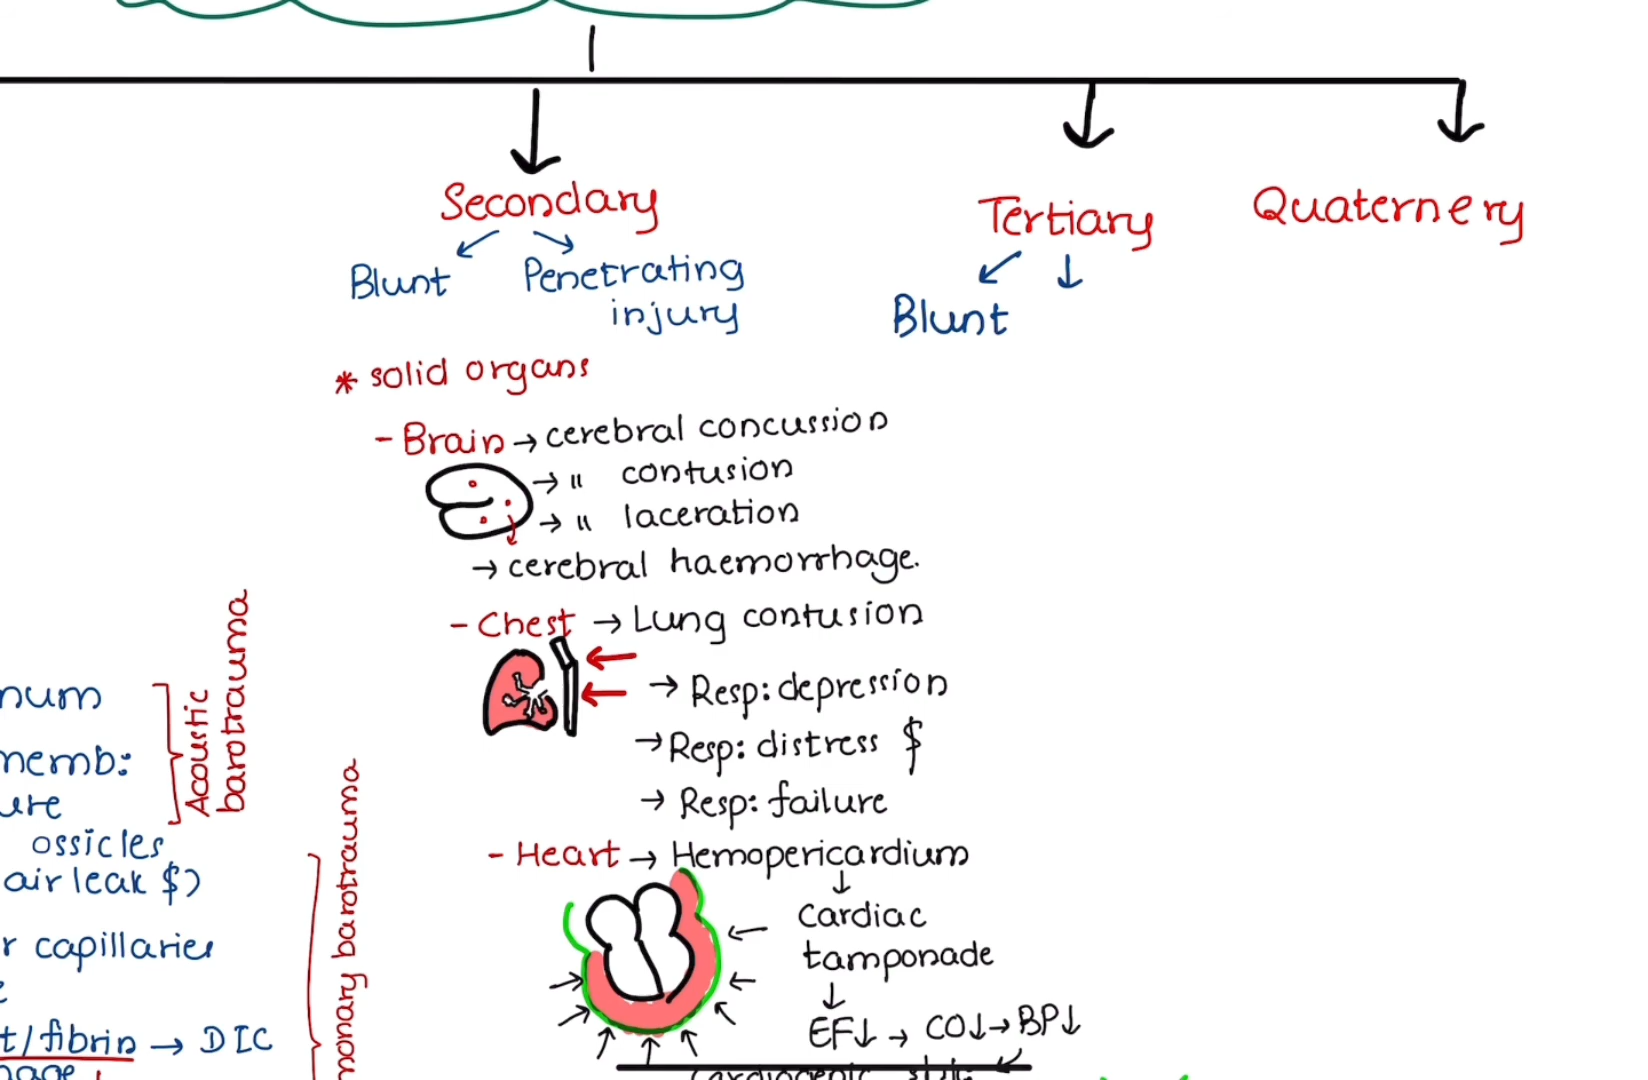 Secondary
Blunt
Penetrating
injury
* solid organs
- Brain → cerebral concussion
→ " contusion
→ " laceration
→ cerebral haemorrhage.
- Chest → Lung contusion
→ Resp: depression
→ Resp: distress $
→ Resp: failure
- Heart → Hemopericardium
↓
Cardiac
tamponade
↓
EF↓ → CO↓ → BP↓
Tertiary
Blunt
Quaternery
num
memb:
ure
ossicles
air leak $)
r capillaries
t/fibrin → DIC
Acoustic
barotrauma
monary barotrauma